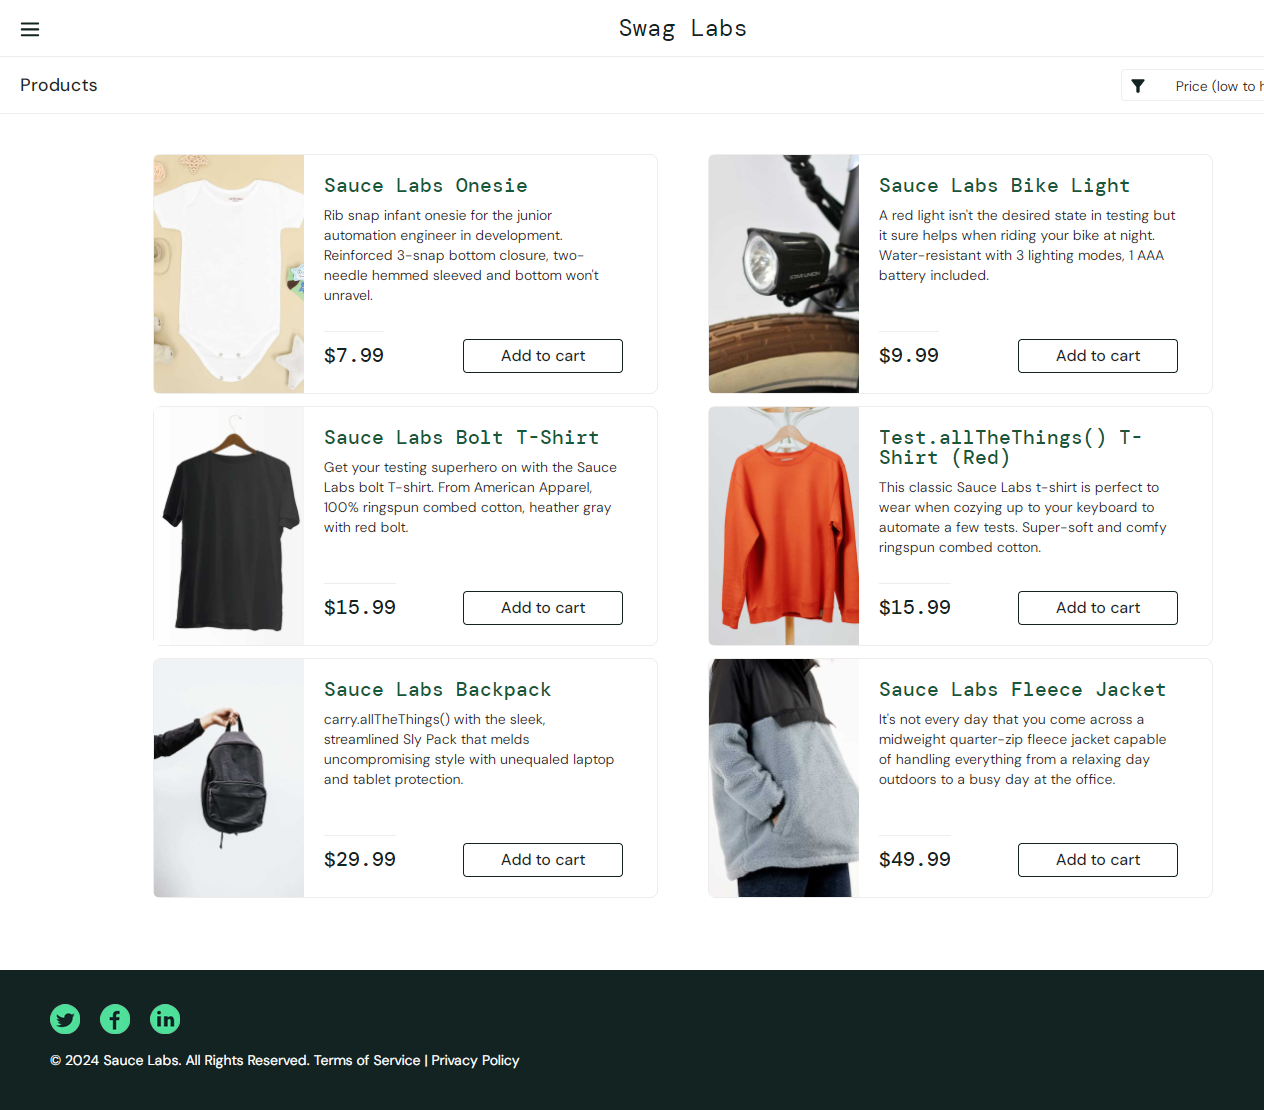 Swag Labs
Products
Price (low to h
Sauce Labs Onesie
Rib snap infant onesie for the junior
automation engineer in development.
Reinforced 3-snap bottom closure, two-
needle hemmed sleeved and bottom won't
unravel.
$7.99
Add to cart
Sauce Labs Bike Light
A red light isn't the desired state in testing but
it sure helps when riding your bike at night.
Water-resistant with 3 lighting modes, 1 AAA
battery included.
$9.99
Add to cart
Sauce Labs Bolt T-Shirt
Get your testing superhero on with the Sauce
Labs bolt T-shirt. From American Apparel,
100% ringspun combed cotton, heather gray
with red bolt.
$15.99
Add to cart
Test.allTheThings() T-
Shirt (Red)
This classic Sauce Labs t-shirt is perfect to
wear when cozying up to your keyboard to
automate a few tests. Super-soft and comfy
ringspun combed cotton.
$15.99
Add to cart
Sauce Labs Backpack
carry.allTheThings() with the sleek,
streamlined Sly Pack that melds
uncompromising style with unequaled laptop
and tablet protection.
$29.99
Add to cart
Sauce Labs Fleece Jacket
It's not every day that you come across a
midweight quarter-zip fleece jacket capable
of handling everything from a relaxing day
outdoors to a busy day at the office.
$49.99
Add to cart
© 2024 Sauce Labs. All Rights Reserved. Terms of Service | Privacy Policy